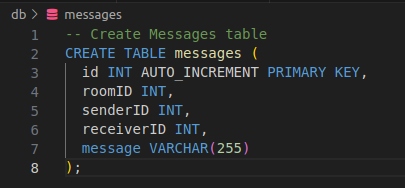 db > messages
1 -- Create Messages table
2 CREATE TABLE messages (
3 id INT AUTO_INCREMENT PRIMARY KEY,
4 roomID INT,
5 senderID INT,
6 receiverID INT,
7 message VARCHAR(255)
8 );